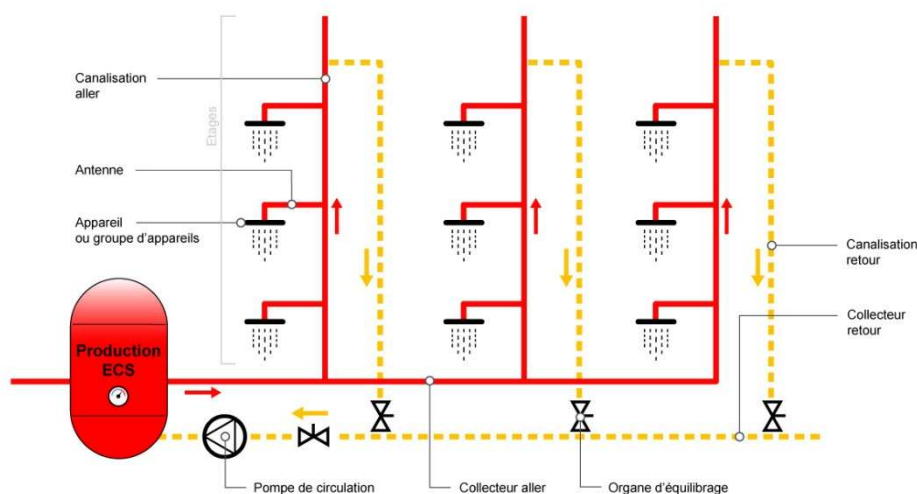 Canalisation
aller
Etages
Antenne
Appareil
ou groupe d'appareils
Production
ECS
Canalisation
retour
Collecteur
retour
Pompe de circulation
Collecteur aller
Organe d'équilibrage